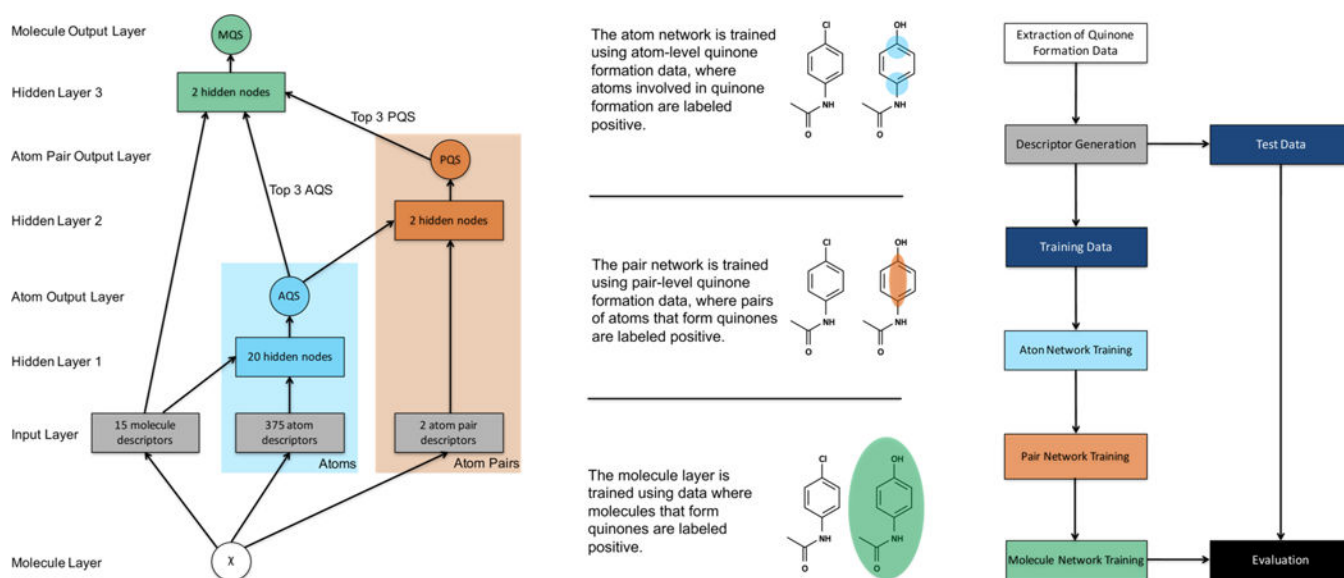 Molecule Output Layer
MQS
Hidden Layer 3
2 hidden nodes
Top 3 PQS
Atom Pair Output Layer
PQS
Top 3 AQS
Hidden Layer 2
2 hidden nodes
Atom Output Layer
AQS
Hidden Layer 1
20 hidden nodes
Input Layer
15 molecule
descriptors
375 atom
descriptors
2 atom pair
descriptors
Atoms
Atom Pairs
Molecule Layer
χ
The atom network is trained
using atom-level quinone
formation data, where
atoms involved in quinone
formation are labeled
positive.
Cl
NH
O
OH
NH
O
The pair network is trained
using pair-level quinone
formation data, where pairs
of atoms that form quinones
are labeled positive.
Cl
NH
O
OH
NH
O
The molecule layer is
trained using data where
molecules that form
quinones are labeled
positive.
Cl
NH
O
OH
NH
O
Extraction of Quinone
Formation Data
Descriptor Generation
Test Data
Training Data
Aton Network Training
Pair Network Training
Molecule Network Training
Evaluation